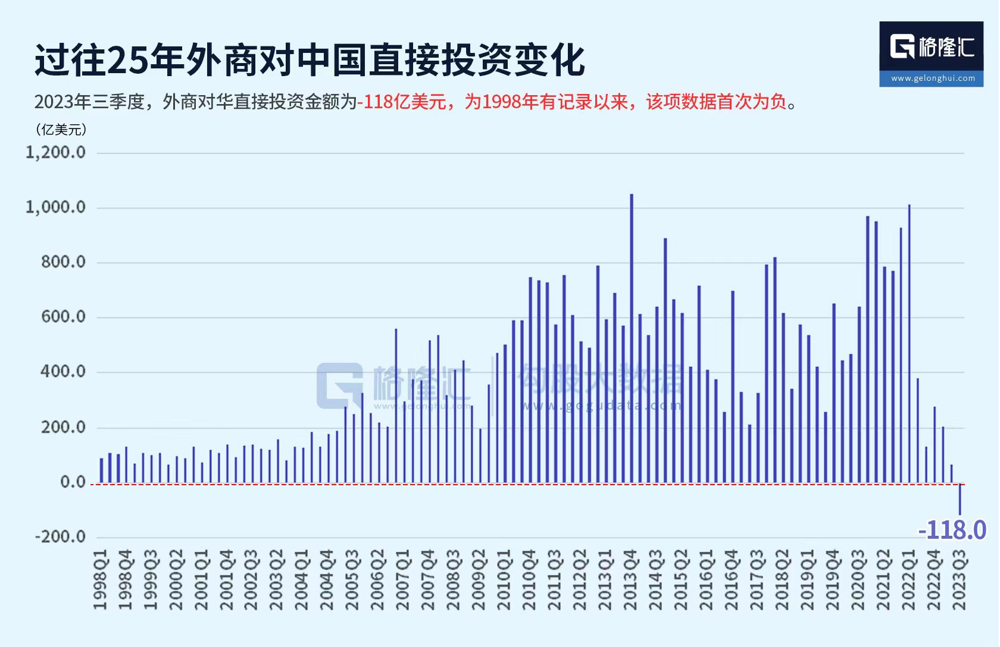 过往25年外商对中国直接投资变化
格隆汇
www.gelonghui.com
2023年三季度，外商对华直接投资金额为-118亿美元，为1998年有记录以来，该项数据首次为负。
（亿美元）
1,200.0
1,000.0
800.0
600.0
400.0
200.0
0.0
-200.0
格隆汇
www.gelonghui.com
勾股大数据
www.gogudata.com
-118.0
1998Q1
1998Q4
1999Q3
2000Q2
2001Q1
2001Q4
2002Q3
2003Q2
2004Q1
2004Q4
2005Q3
2006Q2
2007Q1
2007Q4
2008Q3
2009Q2
2010Q1
2010Q4
2011Q3
2012Q2
2013Q1
2013Q4
2014Q3
2015Q2
2016Q1
2016Q4
2017Q3
2018Q2
2019Q1
2019Q4
2020Q3
2021Q2
2022Q1
2022Q4
2023Q3